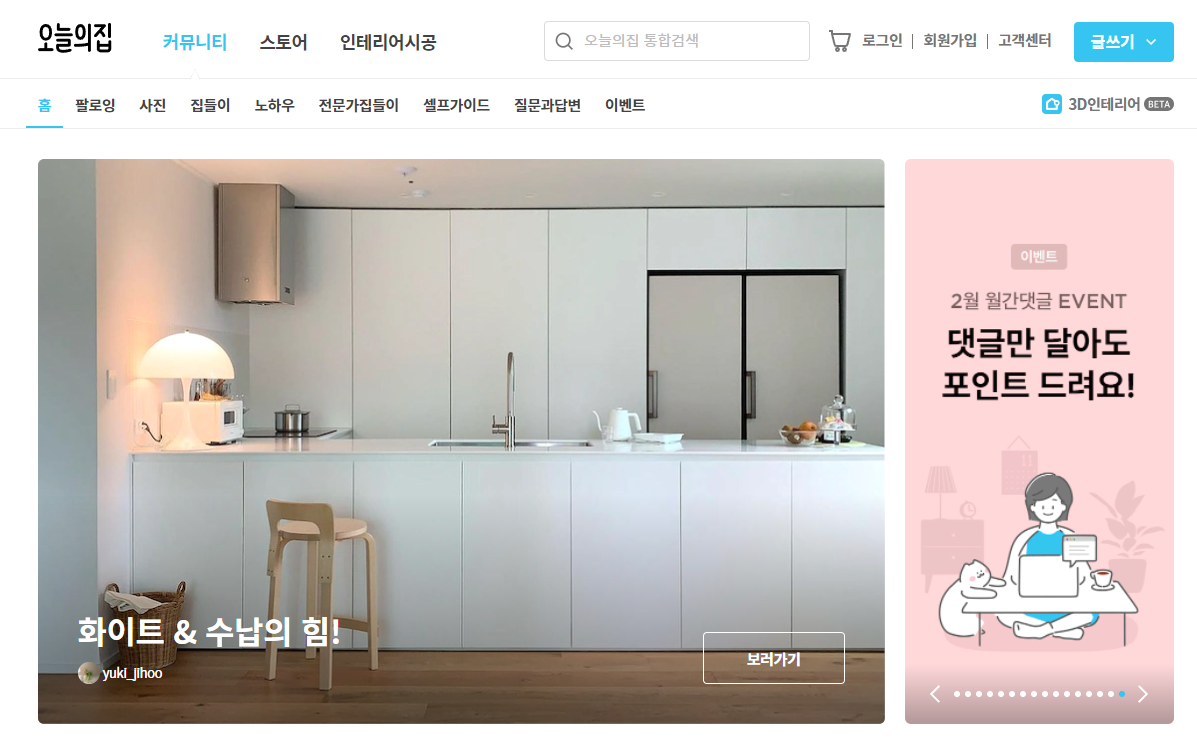 오늘의집
커뮤니티 스토어 인테리어시공 오늘의집 통합검색 로그인 | 회원가입 | 고객센터 글쓰기
홈 팔로잉 사진 집들이 노하우 전문가집들이 셀프가이드 질문과답변 이벤트 3D인테리어 BETA
화이트 & 수납의 힘!
yuki_jihoo
보러가기
이벤트
2월 월간댓글 EVENT
댓글만 달아도
포인트 드려요!